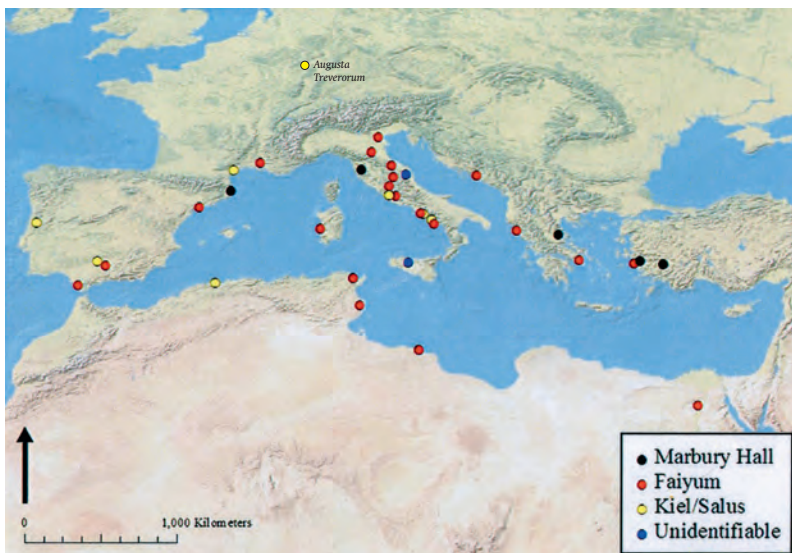 Augusta
Treverorum
Marbury Hall
Faiyum
Kiel/Salus
Unidentifiable
0
1,000 Kilometers